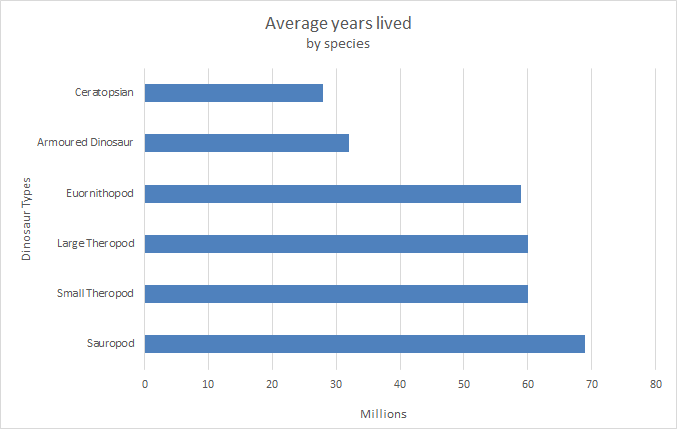 Average years lived
by species
Dinosaur Types
Ceratopsian
Armoured Dinosaur
Euornithopod
Large Theropod
Small Theropod
Sauropod
0 10 20 30 40 50 60 70 80
Millions